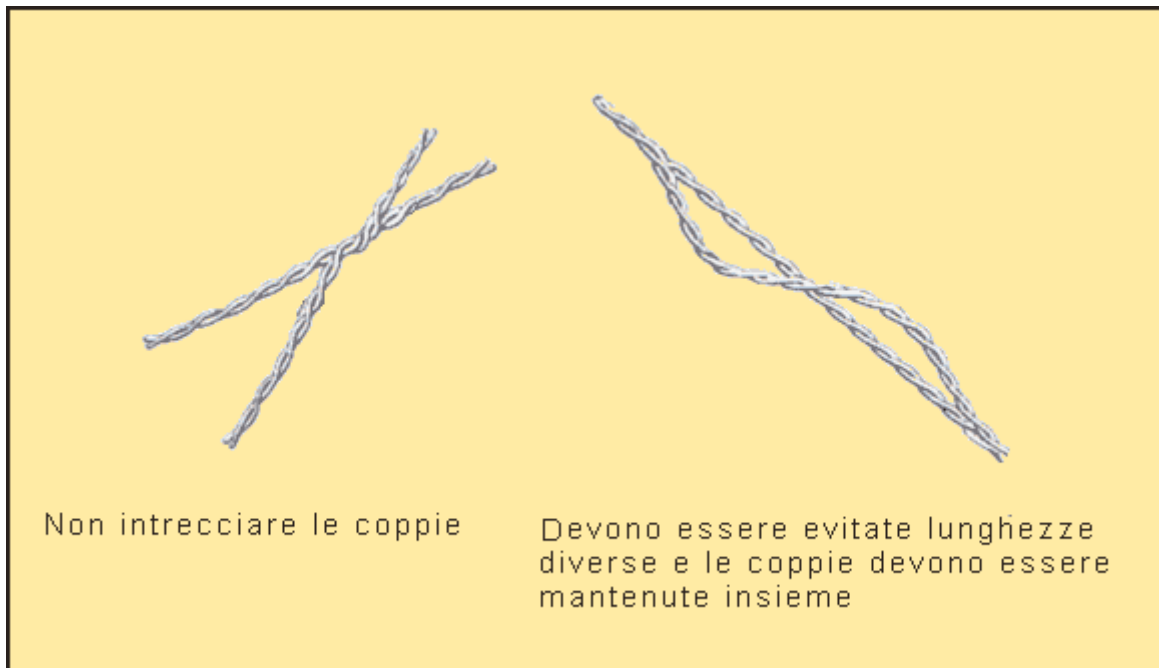 Non intrecciare le coppie
Devono essere evitate lunghezze
diverse e le coppie devono essere
mantenute insieme